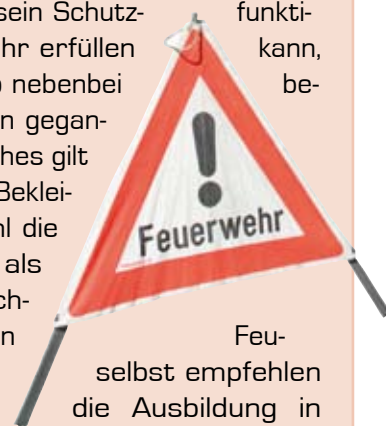 sein Schutz- funkti-
hr erfüllen kann,
nebenbei be-
n gegan-
hes gilt
Beklei-
l die
als
ch-
n Feu-
selbst empfehlen
die Ausbildung in
!
Feuerwehr